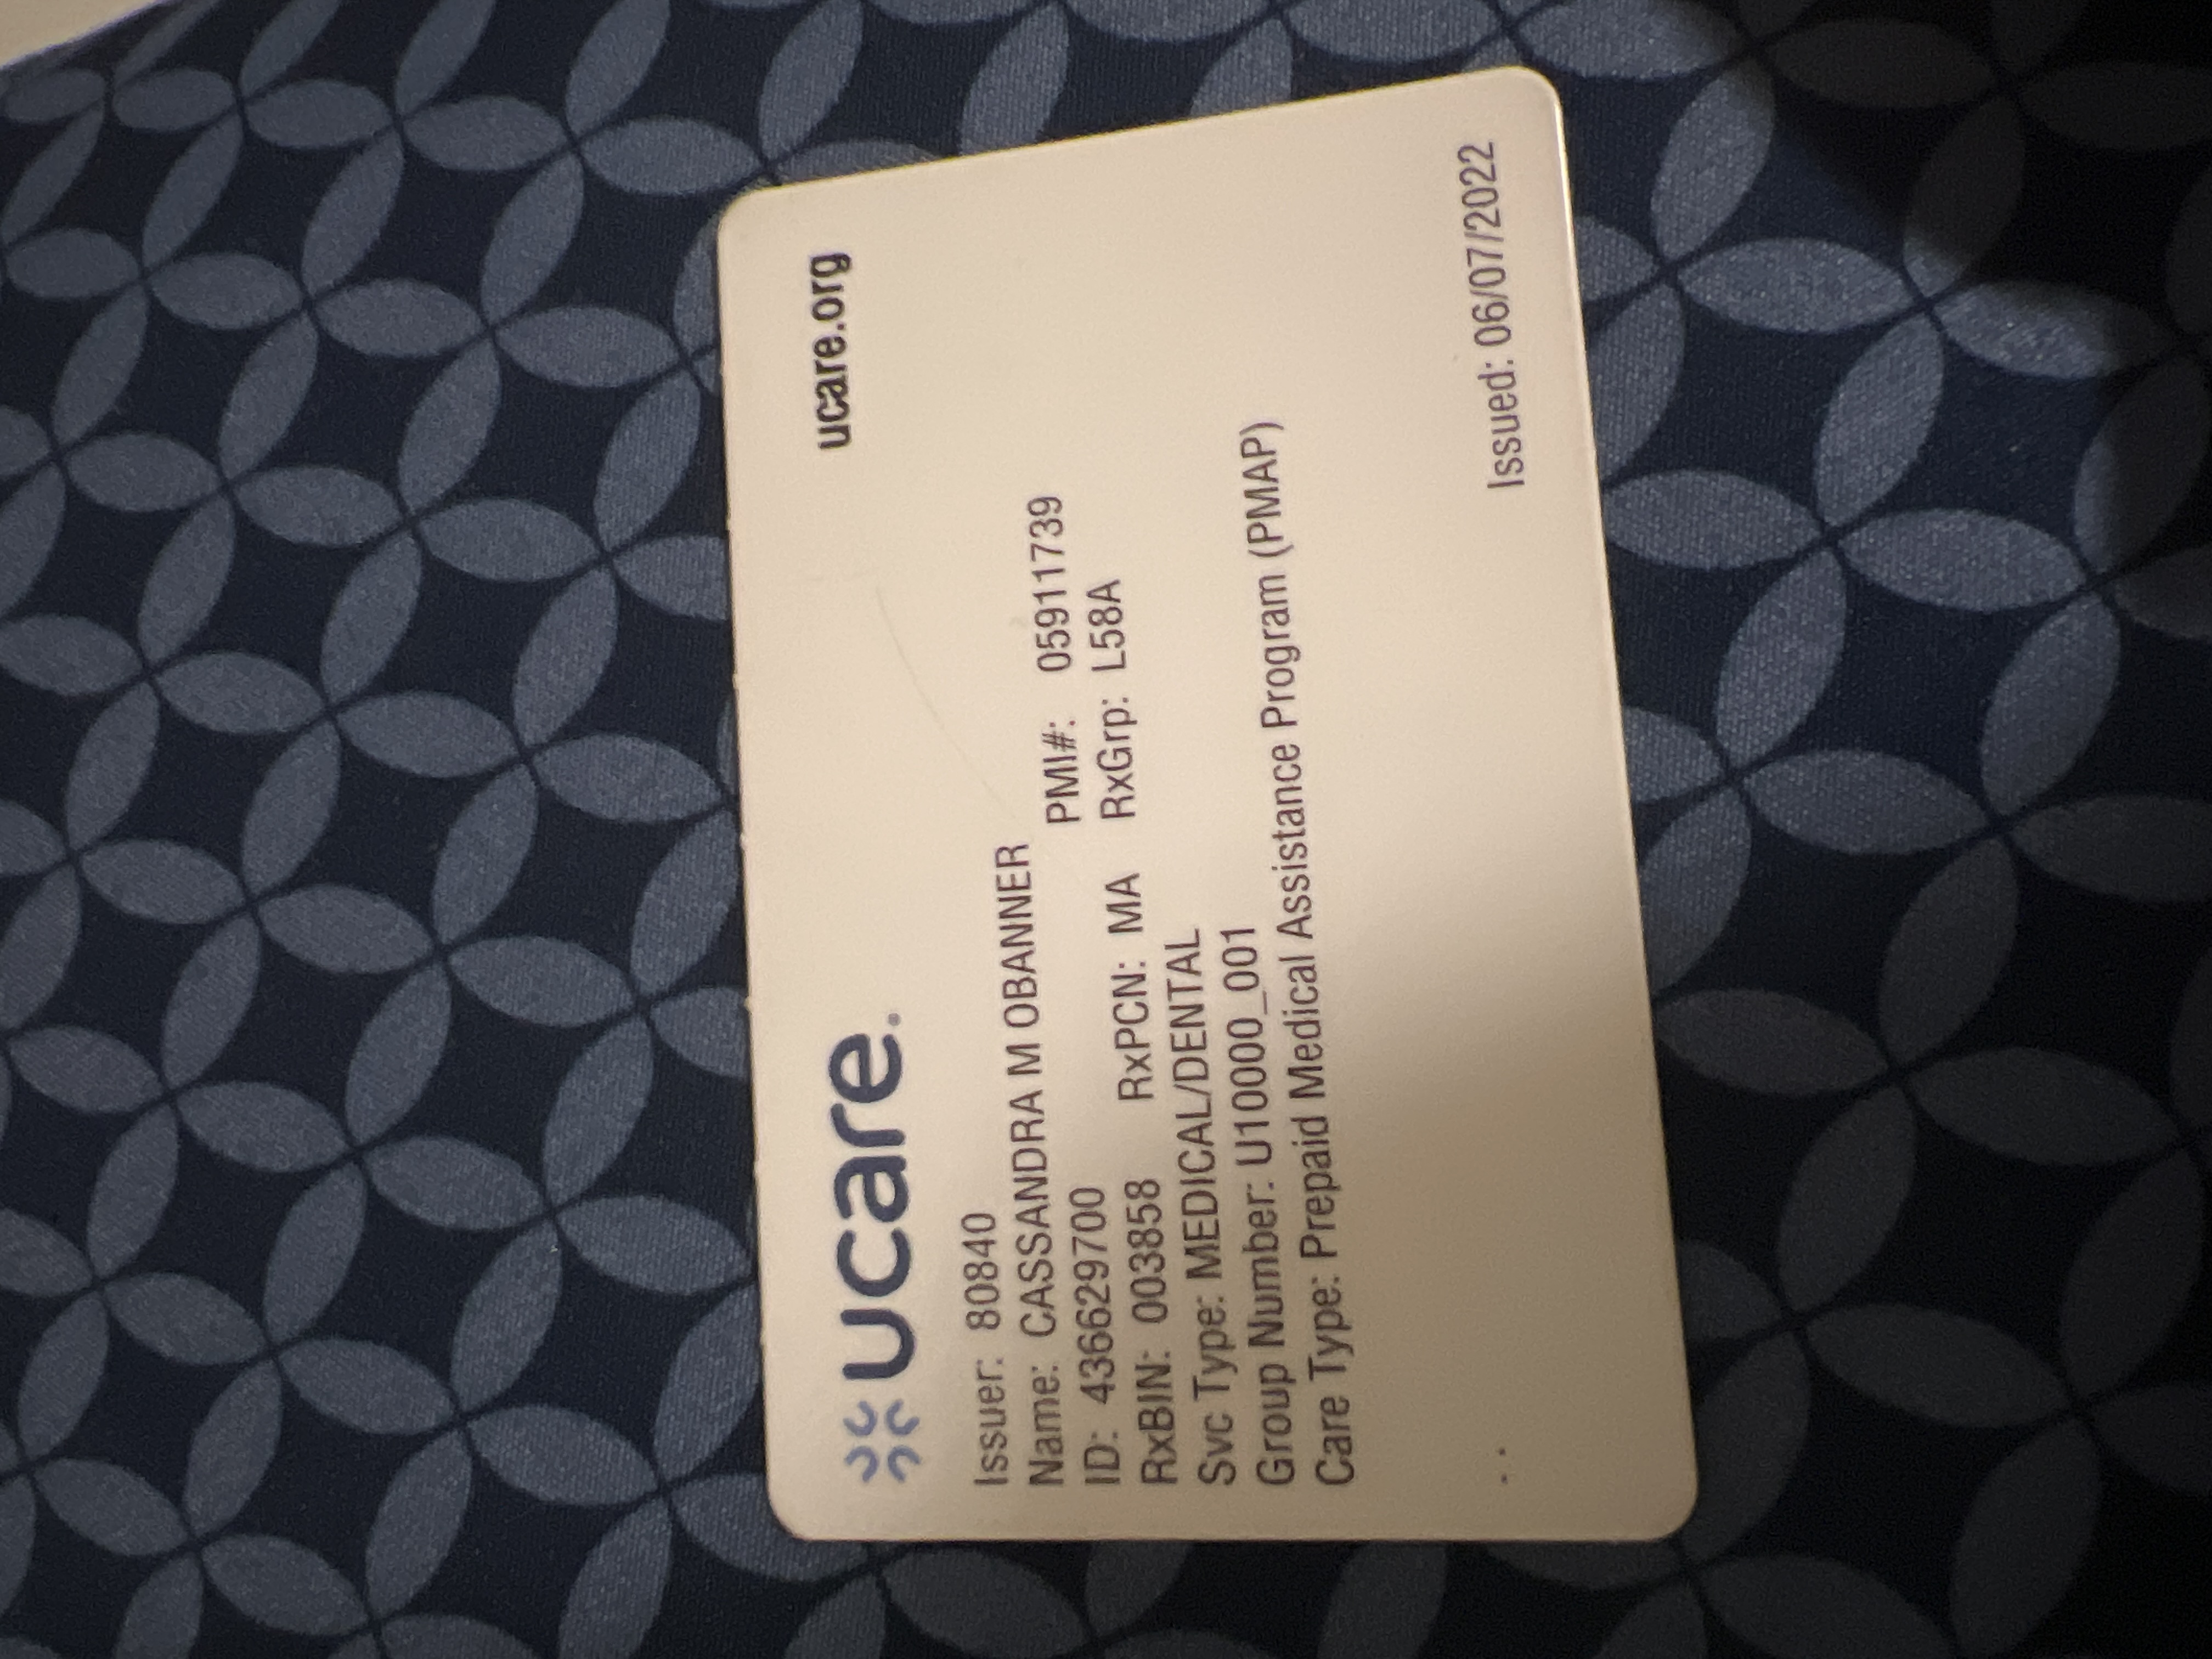 ucare. ucare.org
Issuer: 80840
Name: CASSANDRA M OBANNER
ID: 436629700 PMI#: 05911739
RxBIN: 003858 RxPCN: MA RxGrp: L58A
Svc Type: MEDICAL/DENTAL
Group Number: U10000_001
Care Type: Prepaid Medical Assistance Program (PMAP)
Issued: 06/07/2022